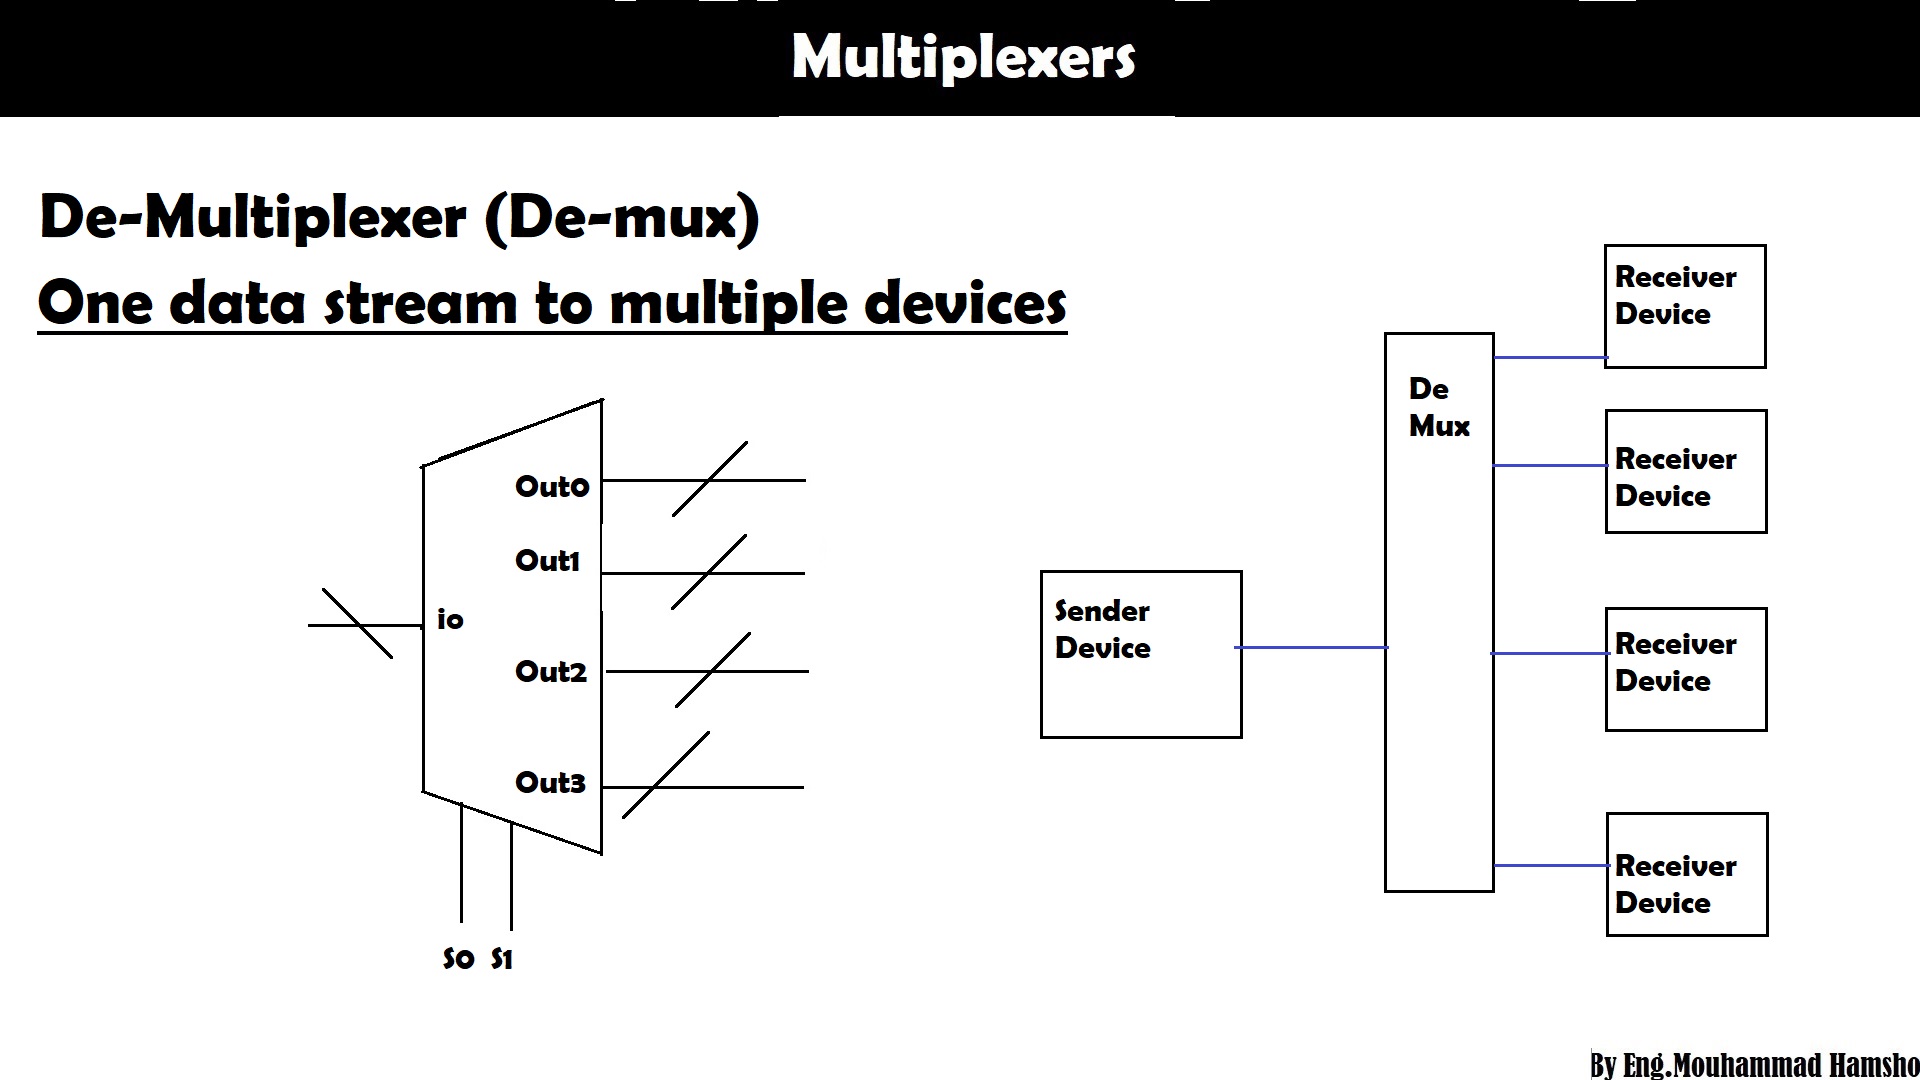 Multiplexers
De-Multiplexer (De-mux)
One data stream to multiple devices
Out0
Out1
io
Out2
Out3
S0 S1
Sender
Device
De
Mux
Receiver
Device
Receiver
Device
Receiver
Device
Receiver
Device
By Eng.Mouhammad Hamsho